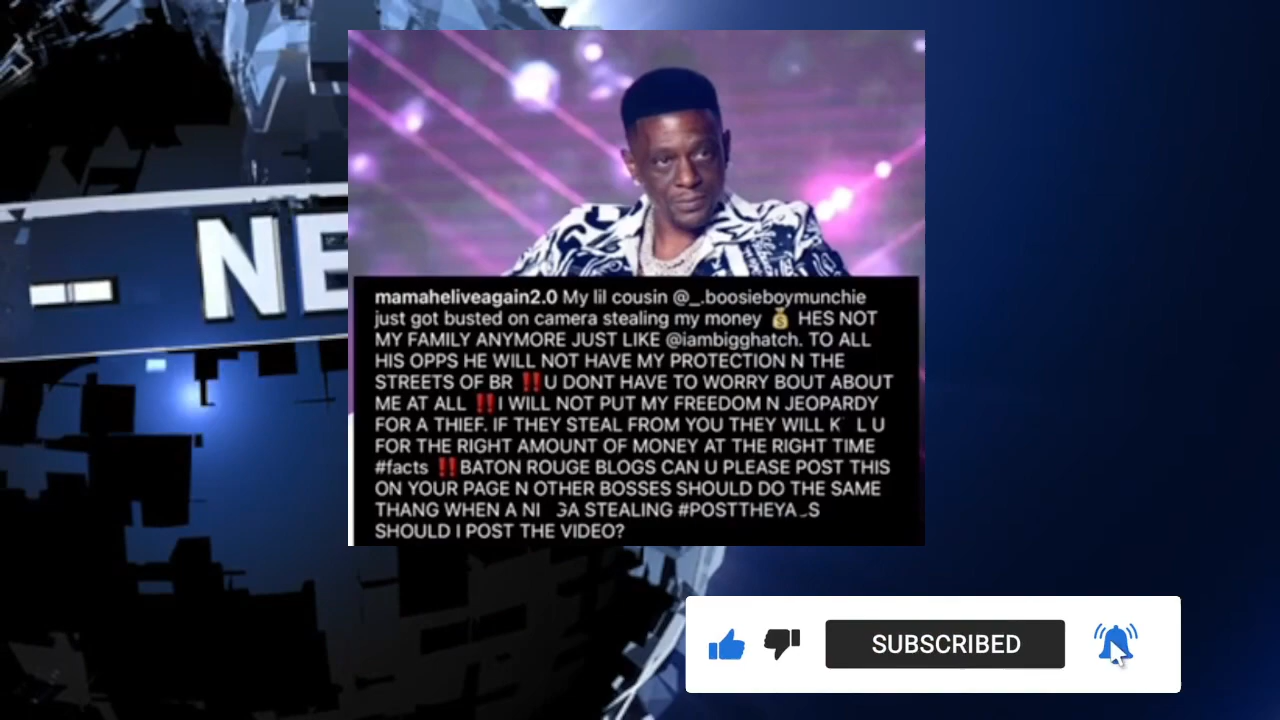 NE
mamaheliveagain2.0 My lil cousin @_.boosieboymunchie
just got busted on camera stealing my money 💰 HES NOT
MY FAMILY ANYMORE JUST LIKE @iambigghatch. TO ALL
HIS OPPS HE WILL NOT HAVE MY PROTECTION N THE
STREETS OF BR ‼️U DONT HAVE TO WORRY BOUT ABOUT
ME AT ALL ‼️I WILL NOT PUT MY FREEDOM N JEOPARDY
FOR A THIEF. IF THEY STEAL FROM YOU THEY WILL K L U
FOR THE RIGHT AMOUNT OF MONEY AT THE RIGHT TIME
#facts ‼️BATON ROUGE BLOGS CAN U PLEASE POST THIS
ON YOUR PAGE N OTHER BOSSES SHOULD DO THE SAME
THANG WHEN A NI GA STEALING #POSTTHEYA_S
SHOULD I POST THE VIDEO?
SUBSCRIBED